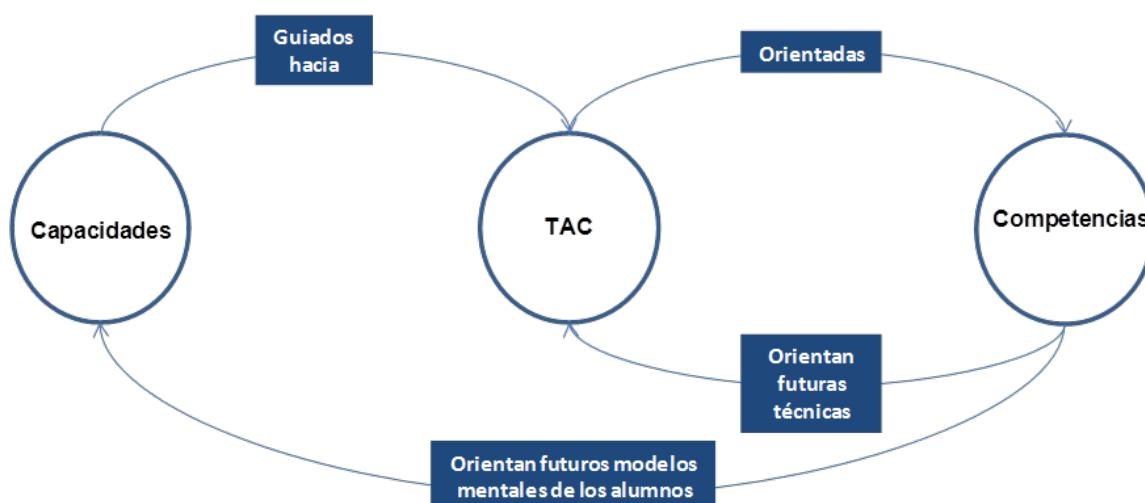 Guiados
hacia
Orientadas
Capacidades
TAC
Competencias
Orientan
futuras
técnicas
Orientan futuros modelos
mentales de los alumnos